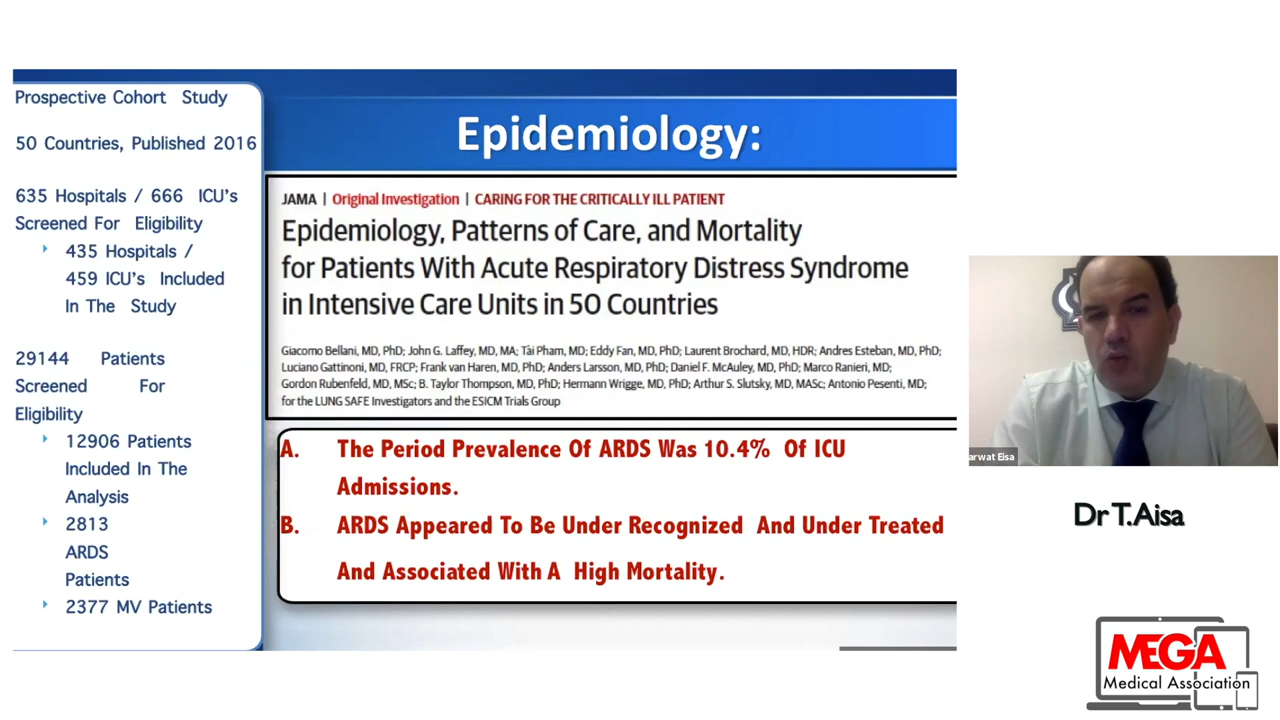 Prospective Cohort Study
50 Countries, Published 2016
635 Hospitals / 666 ICU's
Screened For Eligibility
435 Hospitals /
459 ICU's Included
In The Study
29144 Patients
Screened For
Eligibility
12906 Patients
Included In The
Analysis
2813
ARDS
Patients
2377 MV Patients
Epidemiology:
JAMA | Original Investigation | CARING FOR THE CRITICALLY ILL PATIENT
Epidemiology, Patterns of Care, and Mortality
for Patients With Acute Respiratory Distress Syndrome
in Intensive Care Units in 50 Countries
Giacomo Bellani, MD, PhD; John G. Laffey, MD, MA; Tài Pham, MD; Eddy Fan, MD, PhD; Laurent Brochard, MD, HDR; Andres Esteban, MD, PhD;
Luciano Gattinoni, MD, FRCP; Frank van Haren, MD, PhD; Anders Larsson, MD, PhD; Daniel F. McAuley, MD, PhD; Marco Ranieri, MD;
Gordon Rubenfeld, MD, MSc; B. Taylor Thompson, MD, PhD; Hermann Wrigge, MD, PhD; Arthur S. Slutsky, MD, MASc; Antonio Pesenti, MD;
for the LUNG SAFE Investigators and the ESICM Trials Group
A. The Period Prevalence Of ARDS Was 10.4% Of ICU
Admissions.
B. ARDS Appeared To Be Under Recognized And Under Treated
And Associated With A High Mortality.
arwat Eisa
Dr T.Aisa
MEGA
Medical Association